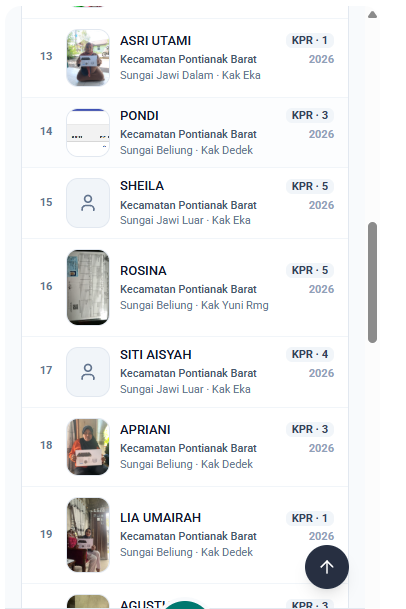 13
ASRI UTAMI
KPR · 1
Kecamatan Pontianak Barat
2026
Sungai Jawi Dalam · Kak Eka
14
PONDI
KPR · 3
Kecamatan Pontianak Barat
2026
Sungai Beliung · Kak Dedek
15
SHEILA
KPR · 5
Kecamatan Pontianak Barat
2026
Sungai Jawi Luar · Kak Eka
16
ROSINA
KPR · 5
Kecamatan Pontianak Barat
2026
Sungai Beliung · Kak Yuni Rmg
17
SITI AISYAH
KPR · 4
Kecamatan Pontianak Barat
2026
Sungai Jawi Luar · Kak Eka
18
APRIANI
KPR · 3
Kecamatan Pontianak Barat
2026
Sungai Beliung · Kak Dedek
19
LIA UMAIRAH
KPR · 1
Kecamatan Pontianak Barat
2026
Sungai Beliung · Kak Dedek
KPR · 3